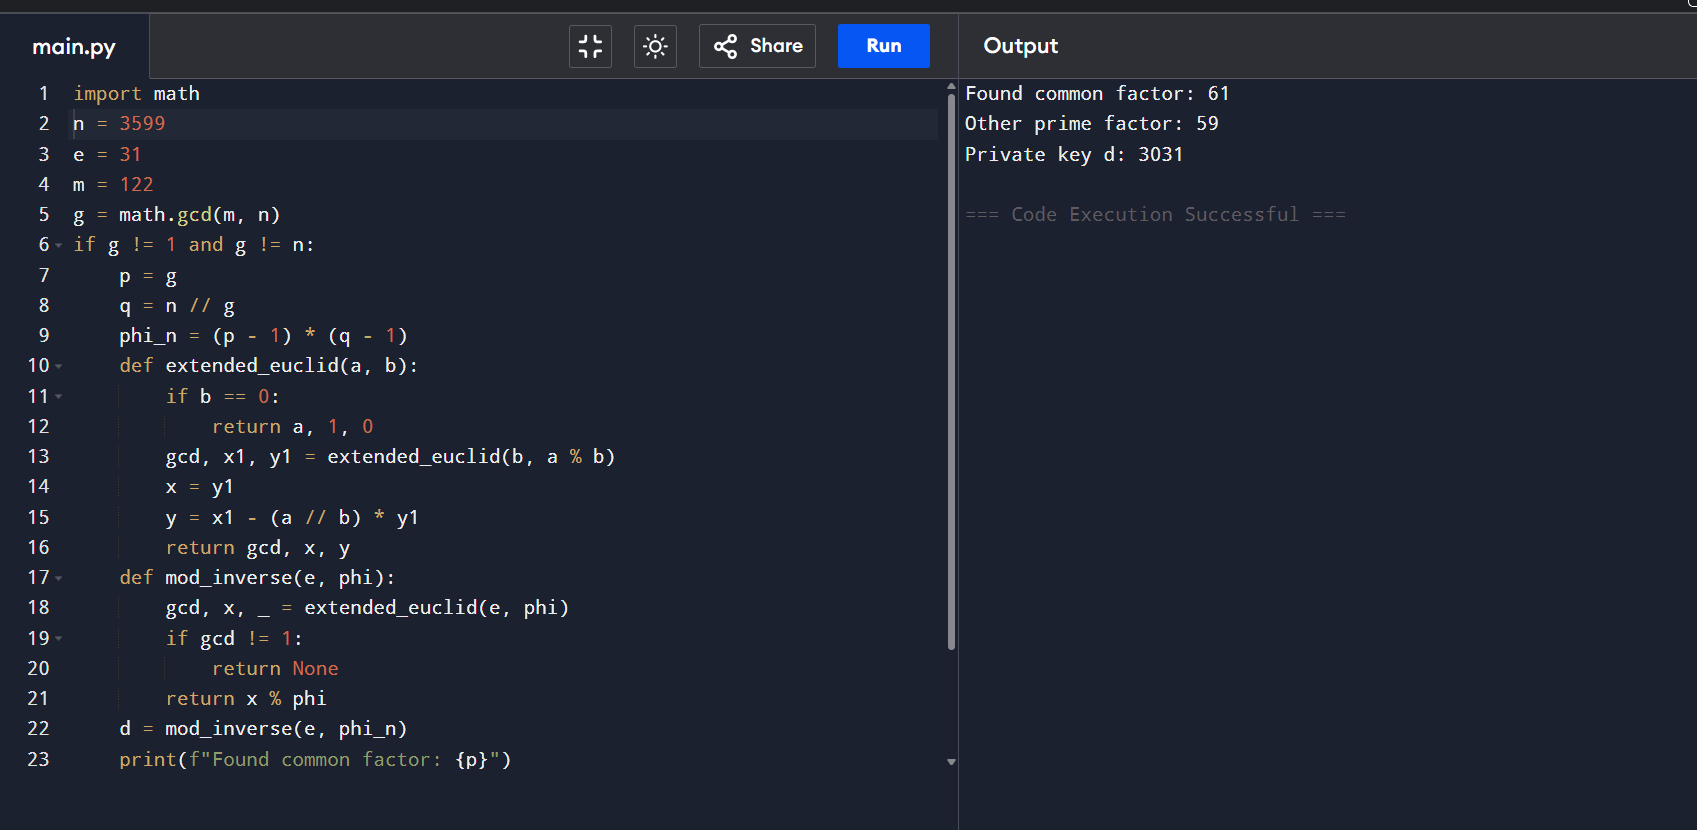 main.py
Share
Run
Output
1 import math
2 n = 3599
3 e = 31
4 m = 122
5 g = math.gcd(m, n)
6 if g != 1 and g != n:
7     p = g
8     q = n // g
9     phi_n = (p - 1) * (q - 1)
10     def extended_euclid(a, b):
11         if b == 0:
12             return a, 1, 0
13         gcd, x1, y1 = extended_euclid(b, a % b)
14         x = y1
15         y = x1 - (a // b) * y1
16         return gcd, x, y
17     def mod_inverse(e, phi):
18         gcd, x, _ = extended_euclid(e, phi)
19         if gcd != 1:
20             return None
21         return x % phi
22     d = mod_inverse(e, phi_n)
23     print(f"Found common factor: {p}")
Found common factor: 61
Other prime factor: 59
Private key d: 3031
=== Code Execution Successful ===